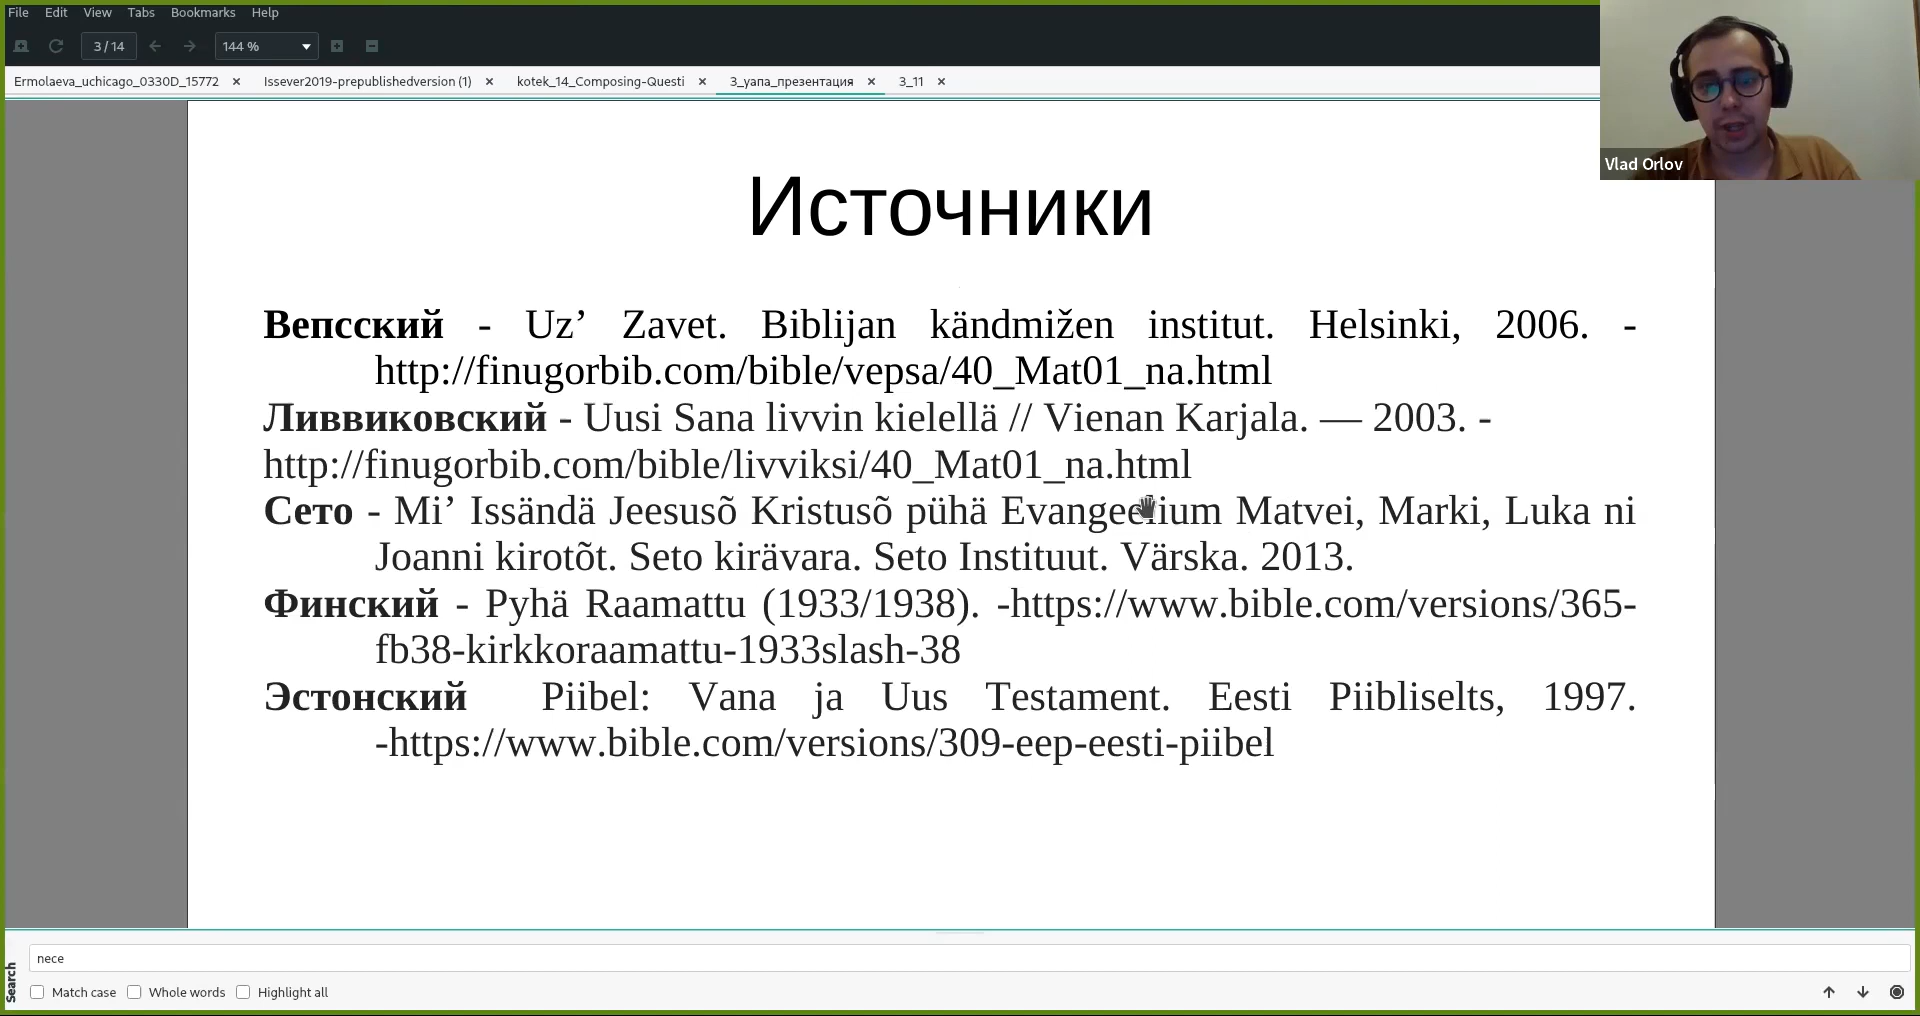 File Edit View Tabs Bookmarks Help
3 / 14 144 %
Ermolaeva_uchicago_0330D_15772 Issever2019-prepublishedversion (1) kotek_14_Composing-Questi 3_уапа_презентация 3_11
Vlad Orlov
Источники
Вепсский - Uz’ Zavet. Biblijan kändmižen institut. Helsinki, 2006. -
http://finugorbib.com/bible/vepsa/40_Mat01_na.html
Ливвиковский - Uusi Sana livvin kielellä // Vienan Karjala. — 2003. -
http://finugorbib.com/bible/livviksi/40_Mat01_na.html
Сето - Mi’ Issändä Jeesusõ Kristusõ pühä Evangeelium Matvei, Marki, Luka ni
Joanni kirotõt. Seto kirävara. Seto Instituut. Värska. 2013.
Финский - Pyhä Raamattu (1933/1938). -https://www.bible.com/versions/365-
fb38-kirkkoraamattu-1933slash-38
Эстонский Piibel: Vana ja Uus Testament. Eesti Piibliselts, 1997.
-https://www.bible.com/versions/309-eep-eesti-piibel
Search
nece
Match case Whole words Highlight all